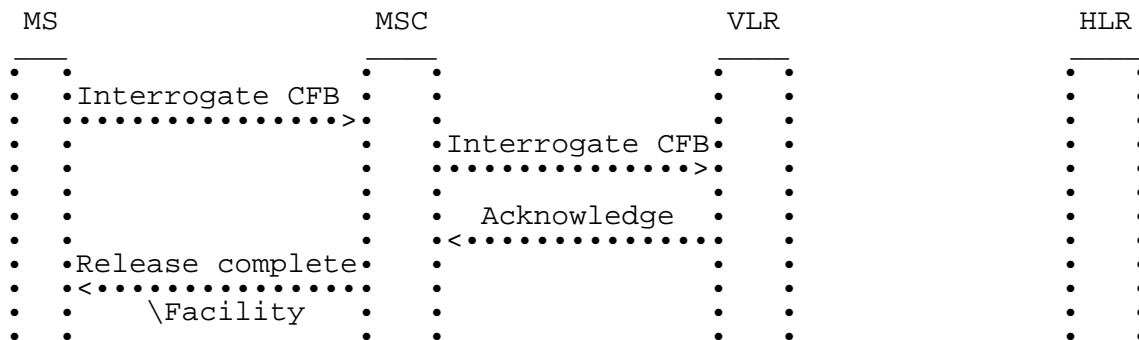 MS MSC VLR HLR
Interrogate CFB
Interrogate CFB
Acknowledge
Release complete
\Facility